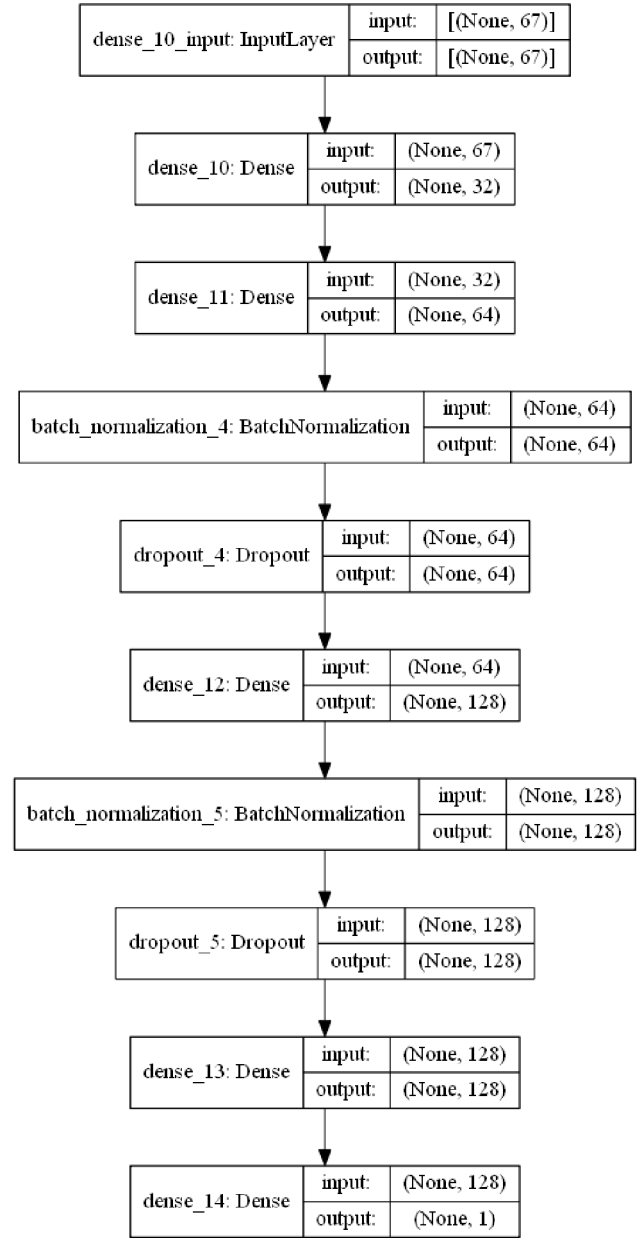 dense_10_input: InputLayer
input: [(None, 67)]
output: [(None, 67)]
dense_10: Dense
input: (None, 67)
output: (None, 32)
dense_11: Dense
input: (None, 32)
output: (None, 64)
batch_normalization_4: BatchNormalization
input: (None, 64)
output: (None, 64)
dropout_4: Dropout
input: (None, 64)
output: (None, 64)
dense_12: Dense
input: (None, 64)
output: (None, 128)
batch_normalization_5: BatchNormalization
input: (None, 128)
output: (None, 128)
dropout_5: Dropout
input: (None, 128)
output: (None, 128)
dense_13: Dense
input: (None, 128)
output: (None, 128)
dense_14: Dense
input: (None, 128)
output: (None, 1)